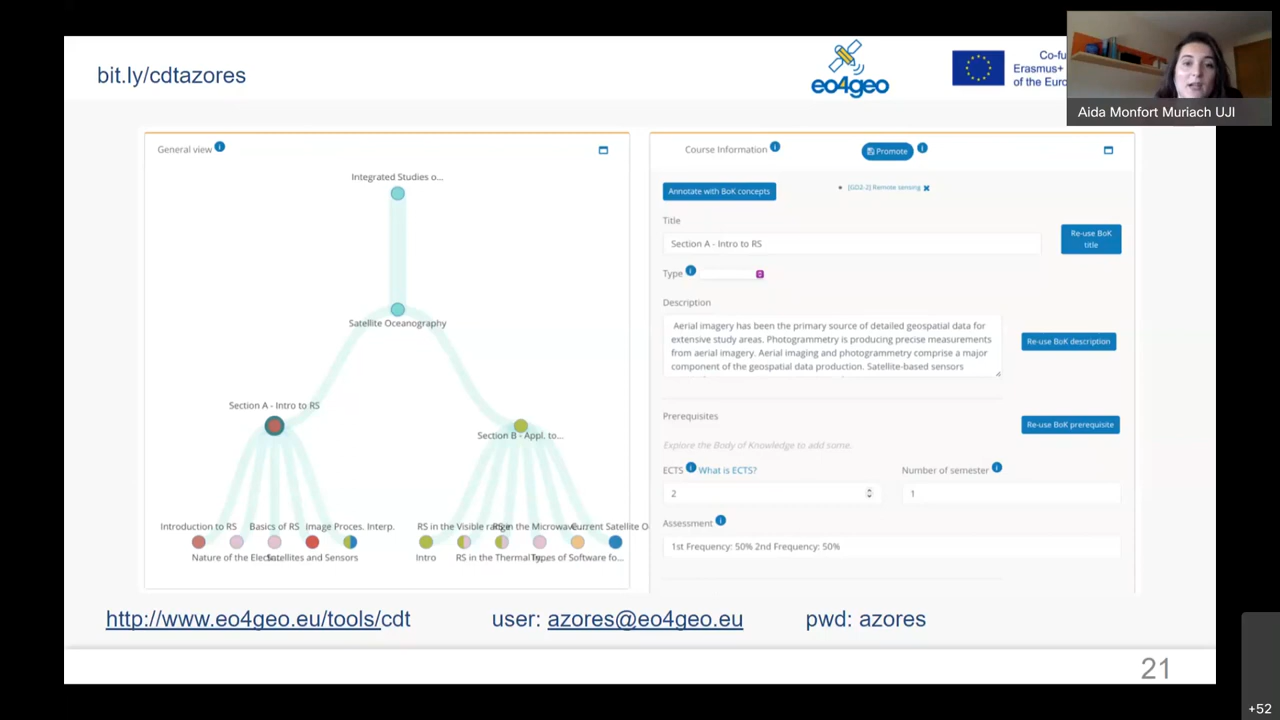 bit.ly/cdtazores
eo4geo
Co-fu
Erasmus+
of the Euro
Aida Monfort Muriach UJI
General view
Integrated Studies o...
Satellite Oceanography
Section A - Intro to RS
Section B - Appl. to...
Introduction to RS
Basics of RS
Image Proces. Interp.
RS in the Visible
RS in the Microwave
Current Satellite O
Satellites and Sensors
Intro
RS in the Thermal
Types of Software fo...
Course Information
Promote
Annotate with BoK concepts
[GD2-2] Remote sensing
Title
Section A - Intro to RS
Re-use BoK
title
Type
Description
Aerial imagery has been the primary source of detailed geospatial data for
extensive study areas. Photogrammetry is producing precise measurements
from aerial imagery. Aerial imaging and photogrammetry comprise a major
component of the geospatial data production. Satellite-based sensors
Re-use BoK description
Prerequisites
Re-use BoK prerequisite
Explore the Body of Knowledge to add some.
ECTS What is ECTS?
Number of semester
2
1
Assessment
1st Frequency: 50% 2nd Frequency: 50%
http://www.eo4geo.eu/tools/cdt
user: azores@eo4geo.eu
pwd: azores
21
+52